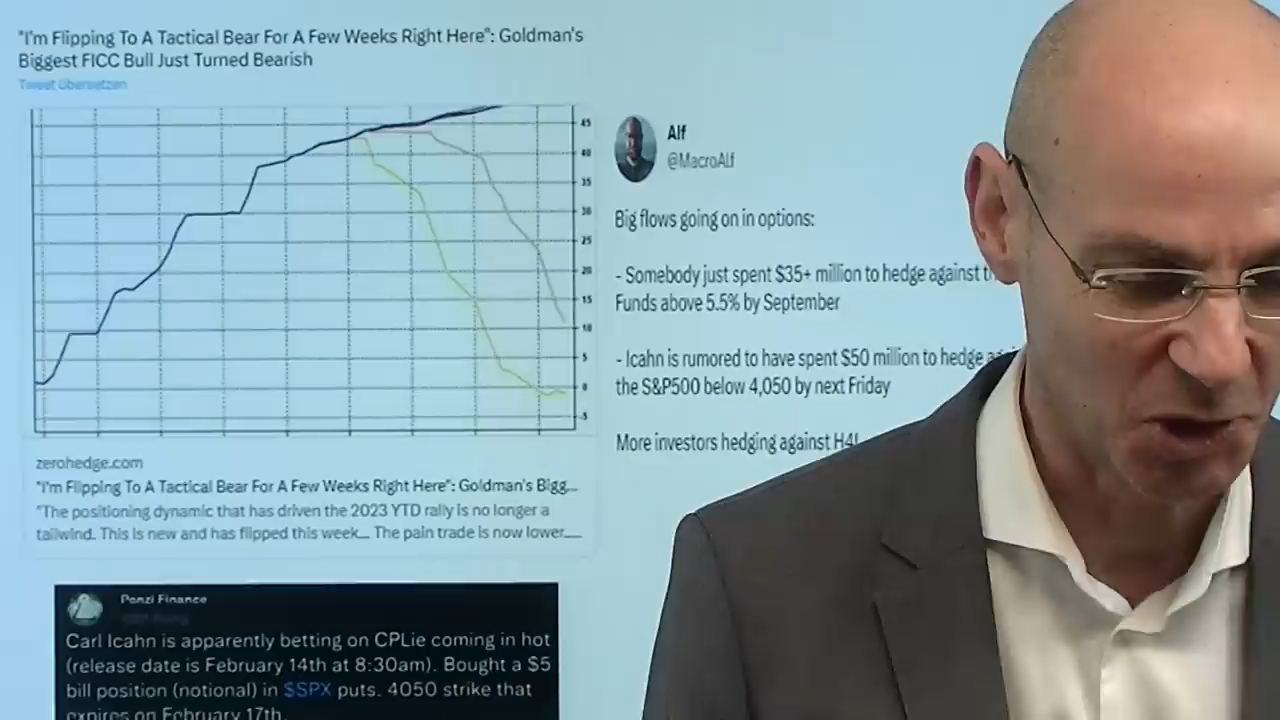 "I'm Flipping To A Tactical Bear For A Few Weeks Right Here": Goldman's
Biggest FICC Bull Just Turned Bearish
Tweet übersetzen
45
40
35
30
25
20
15
10
5
0
-5
zerohedge.com
"I'm Flipping To A Tactical Bear For A Few Weeks Right Here": Goldman's Bigg...
"The positioning dynamic that has driven the 2023 YTD rally is no longer a
tailwind. This is new and has flipped this week... The pain trade is now lower....
Alf
@MacroAlf
Big flows going on in options:
- Somebody just spent $35+ million to hedge against
Funds above 5.5% by September
- Icahn is rumored to have spent $50 million to hedge
the S&P500 below 4,050 by next Friday
More investors hedging against
Ponzi Finance
Carl Icahn is apparently betting on CPLie coming in hot
(release date is February 14th at 8:30am). Bought a $5
bill position (notional) in $SPX puts. 4050 strike that
expires on February 17th.